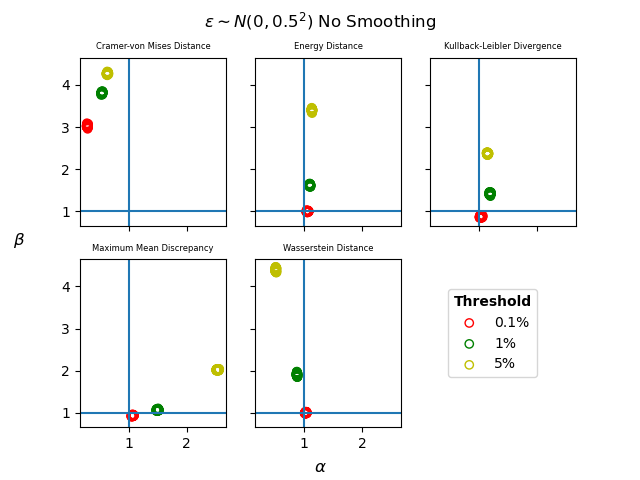 ε ~ N(0, 0.5²) No Smoothing
Cramer-von Mises Distance
Energy Distance
Kullback-Leibler Divergence
4
3
2
1
β
Maximum Mean Discrepancy
Wasserstein Distance
4
3
2
1
Threshold
0.1%
1%
5%
1 2
1 2
α